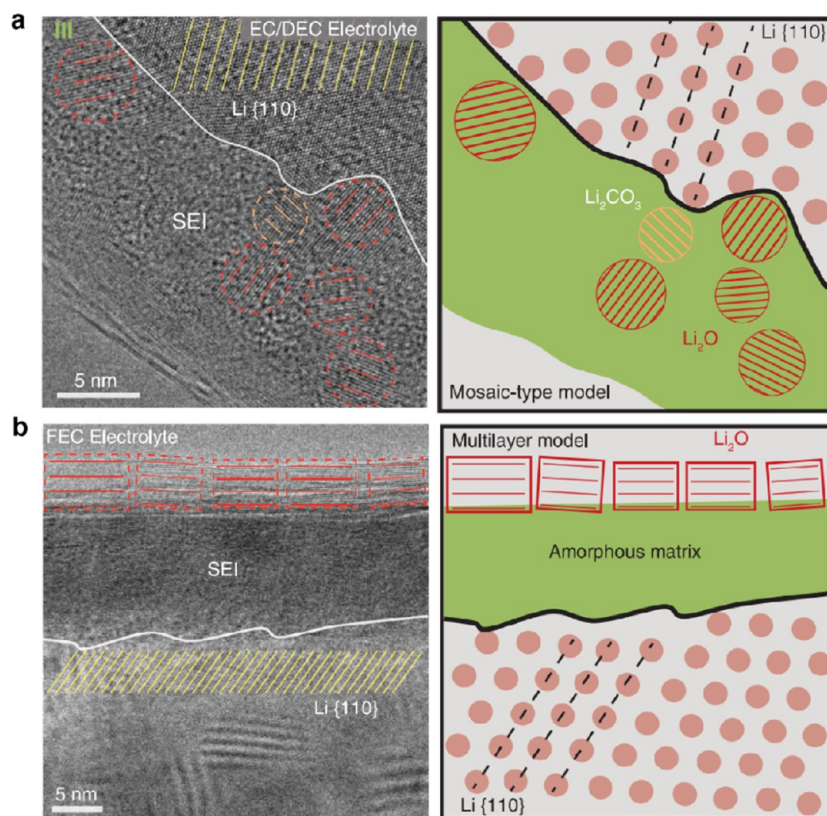 a
EC/DEC Electrolyte
Li {110}
SEI
5 nm
Li {110}
Li₂CO₃
Li₂O
Mosaic-type model
b
FEC Electrolyte
SEI
Li {110}
5 nm
Multilayer model
Li₂O
Amorphous matrix
Li {110}